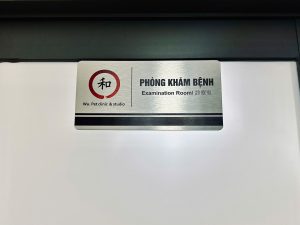 和
Wa. Pet clinic & studio
PHÒNG KHÁM BỆNH
Examination Room/